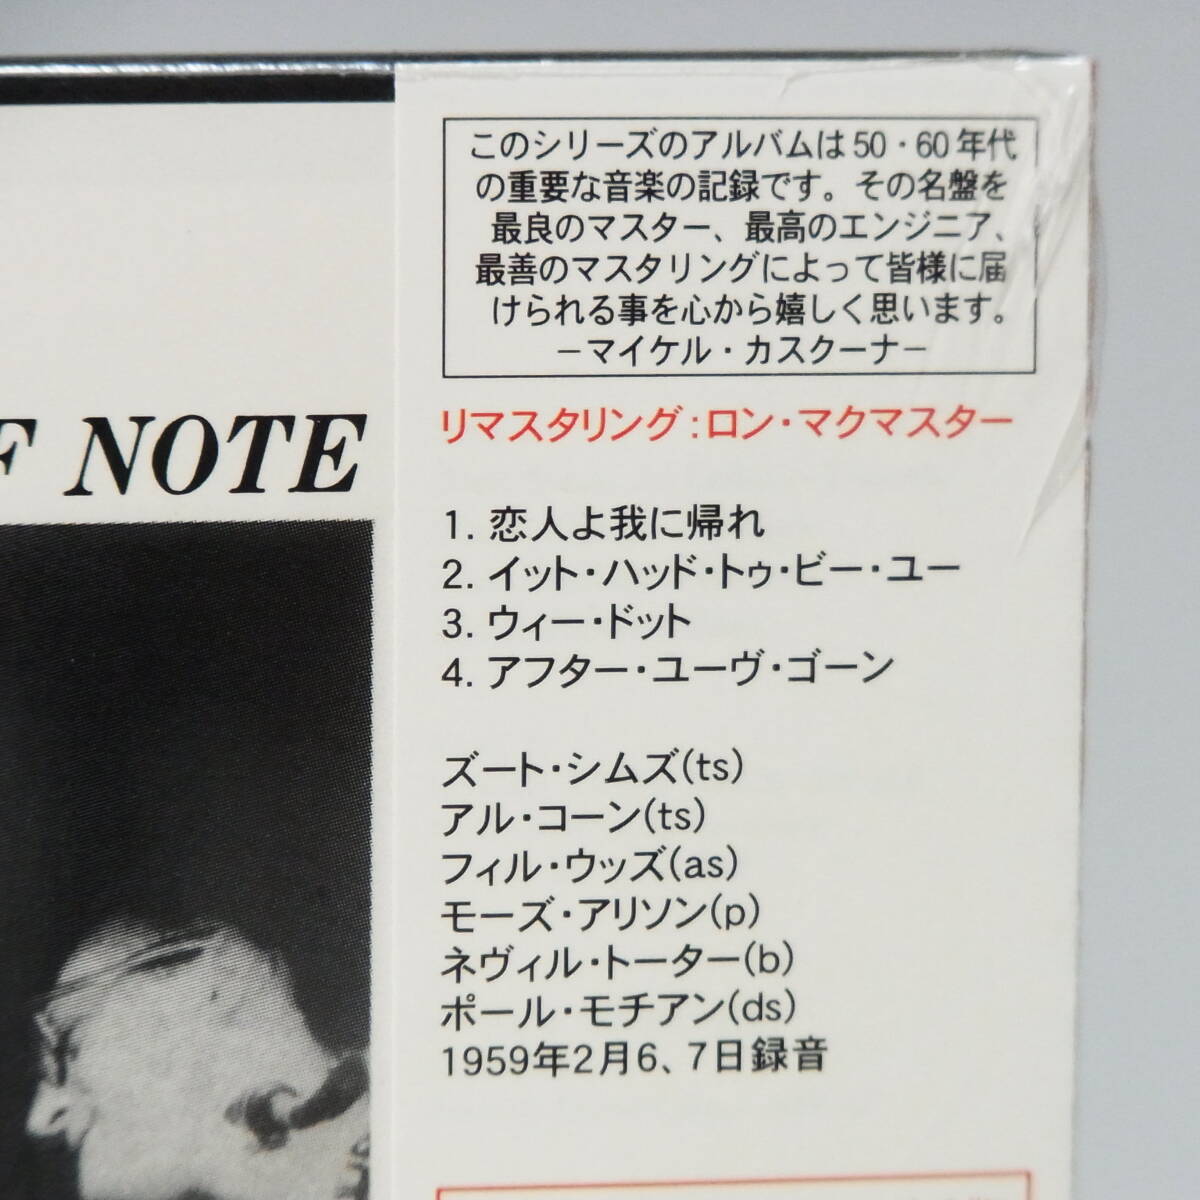 このシリーズのアルバムは50・60年代
の重要な音楽の記録です。その名盤を
最良のマスター、最高のエンジニア、
最善のマスタリングによって皆様に届
けられる事を心から嬉しく思います。
−マイケル・カスクーナ−
リマスタリング：ロン・マクマスター
F NOTE
1. 恋人よ我に帰れ
2. イット・ハッド・トゥ・ビー・ユー
3. ウィー・ドット
4. アフター・ユーヴ・ゴーン
ズート・シムズ(ts)
アル・コーン(ts)
フィル・ウッズ(as)
モーズ・アリソン(p)
ネヴィル・トーター(b)
ポール・モチアン(ds)
1959年2月6、7日録音